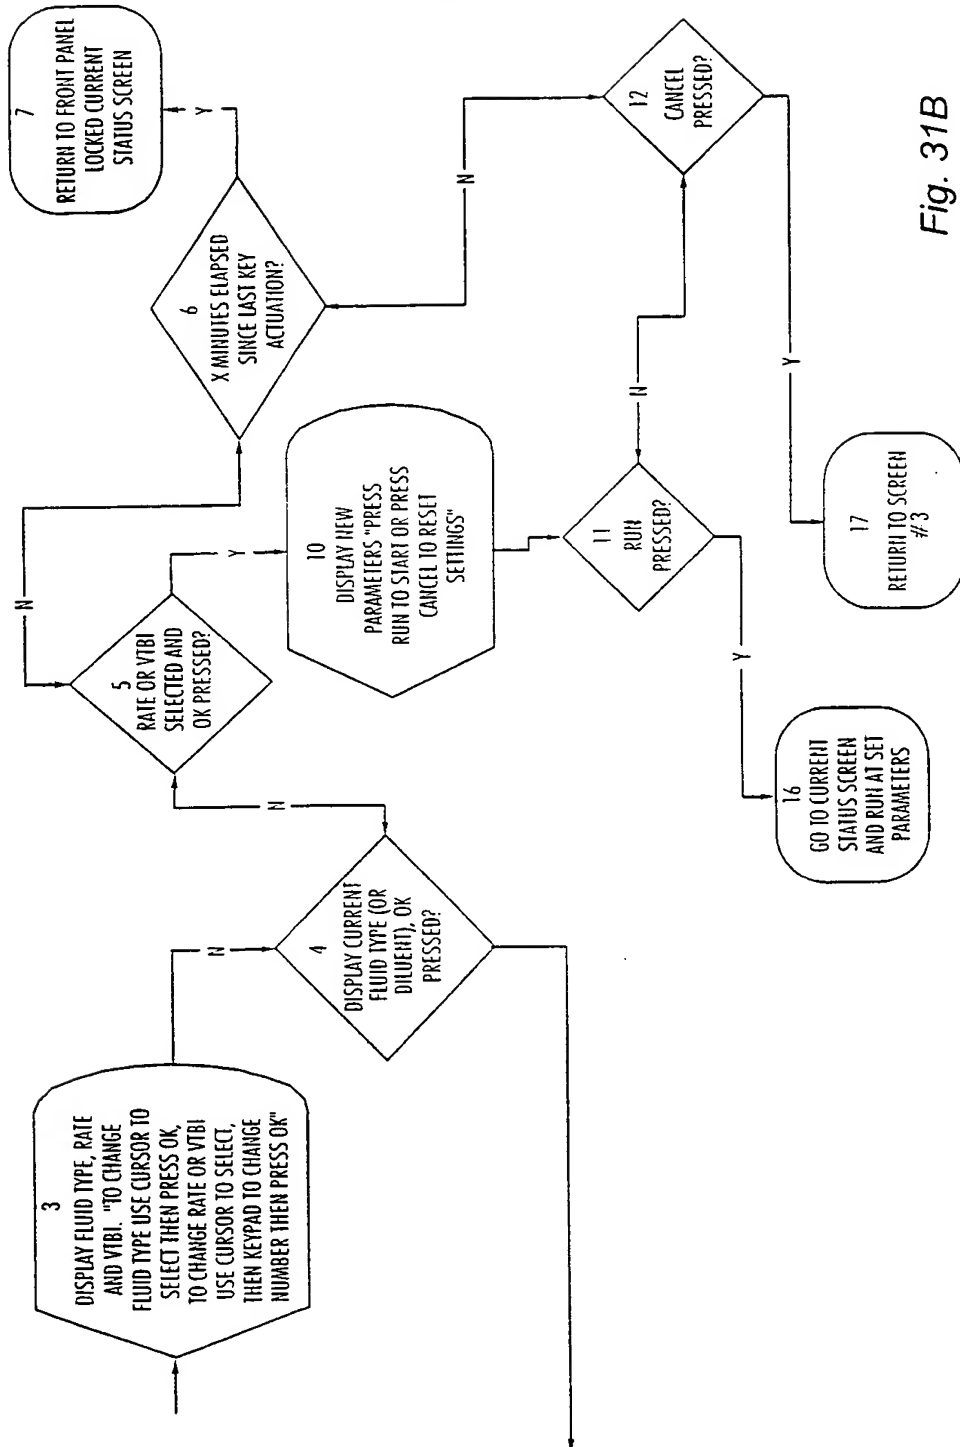 7
RETURN TO FRONT PANEL
LOCKED CURRENT
STATUS SCREEN
Y
6
X MINUTES ELAPSED
SINCE LAST KEY
ACTUATION?
N
12
CANCEL
PRESSED?
N
5
RATE OR VTBI
SELECTED AND
OK PRESSED?
Y
10
DISPLAY NEW
PARAMETERS "PRESS
RUN TO START OR PRESS
CANCEL TO RESET
SETTINGS"
11
RUN
PRESSED?
N
Y
17
RETURN TO SCREEN
#3
Y
16
GO TO CURRENT
STATUS SCREEN
AND RUN AT SET
PARAMETERS
N
4
DISPLAY CURRENT
FLUID TYPE (OR
DILUENT), OK
PRESSED?
N
3
DISPLAY FLUID TYPE, RATE
AND VTBI. "TO CHANGE
FLUID TYPE USE CURSOR TO
SELECT THEN PRESS OK,
TO CHANGE RATE OR VTBI
USE CURSOR TO SELECT,
THEN KEYPAD TO CHANGE
NUMBER THEN PRESS OK"
Fig. 31B